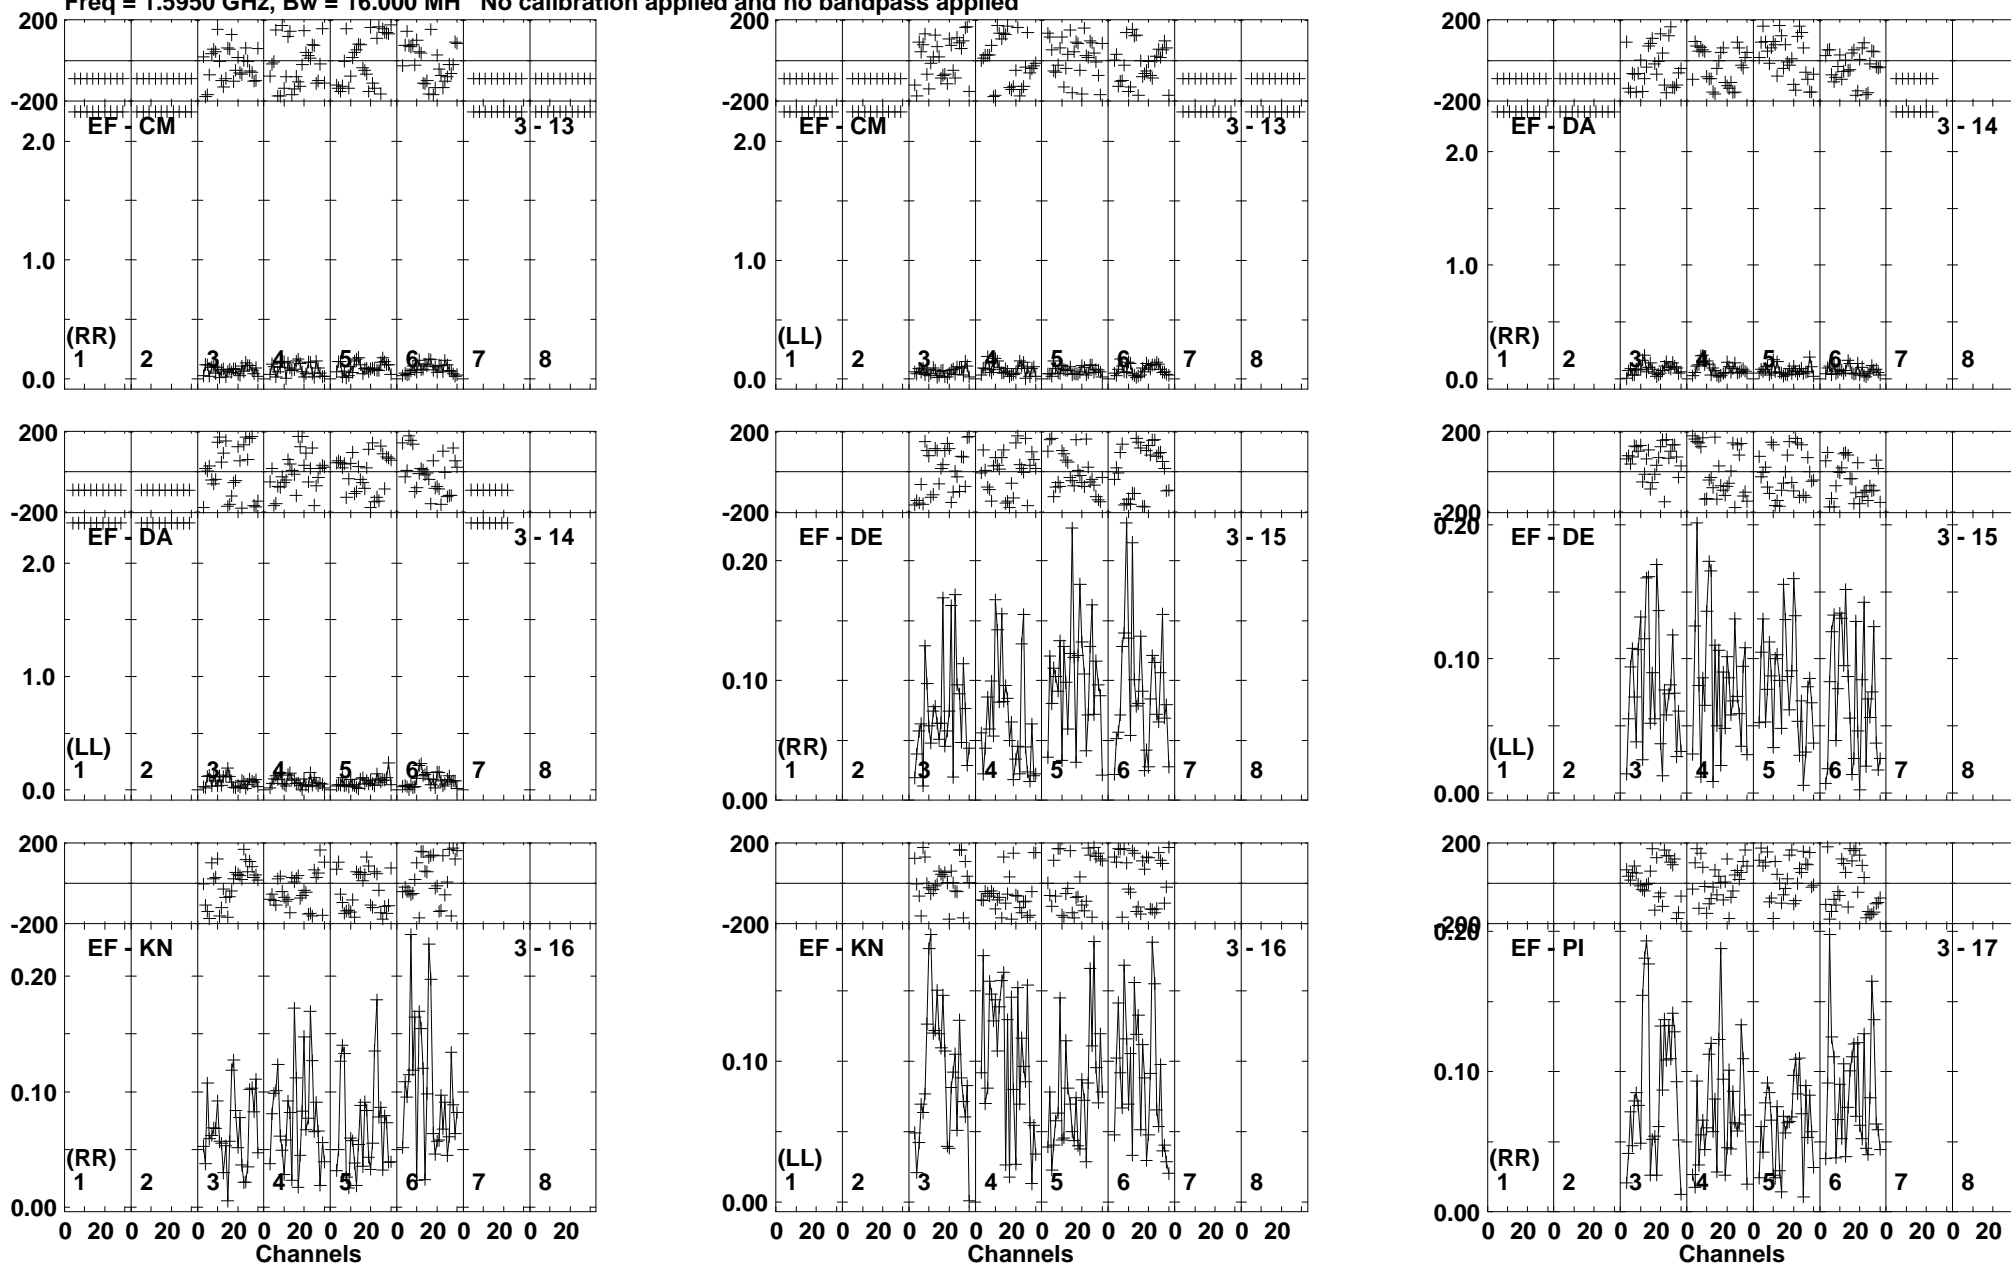 Freq = 1.5950 GHz, Bw = 16.000 MH No calibration applied and no bandpass applied
200 200 200
-200 -200 -200
EF - CM 3 - 13 EF - CM 3 - 13 EF - DA 3 - 14
2.0 2.0 2.0
1.0 1.0 1.0
(RR) (LL) (RR)
1 2 3 4 5 6 7 8 1 2 3 4 5 6 7 8 1 2 3 4 5 6 7 8
0.0 0.0 0.0
200 200 200
-200 -200 -200
0.20
EF - DA 3 - 14 EF - DE 3 - 15 EF - DE 3 - 15
2.0 0.20
1.0 0.10 0.10
(LL) (RR) (LL)
1 2 3 4 5 6 7 8 1 2 3 4 5 6 7 8 1 2 3 4 5 6 7 8
0.0 0.00 0.00
200 200 200
-200 -200 -200
0.20
EF - KN 3 - 16 EF - KN 3 - 16 EF - PI 3 - 17
0.20
0.10 0.10 0.10
(RR) (LL) (RR)
1 2 3 4 5 6 7 8 1 2 3 4 5 6 7 8 1 2 3 4 5 6 7 8
0.00 0.00 0.00
0 20 0 20 0 20 0 20 0 20 0 20 0 20 0 20 0 20 0 20 0 20 0 20 0 20 0 20 0 20 0 20 0 20 0 20 0 20 0 20 0 20 0 20 0 20 0 20
Channels Channels Channels